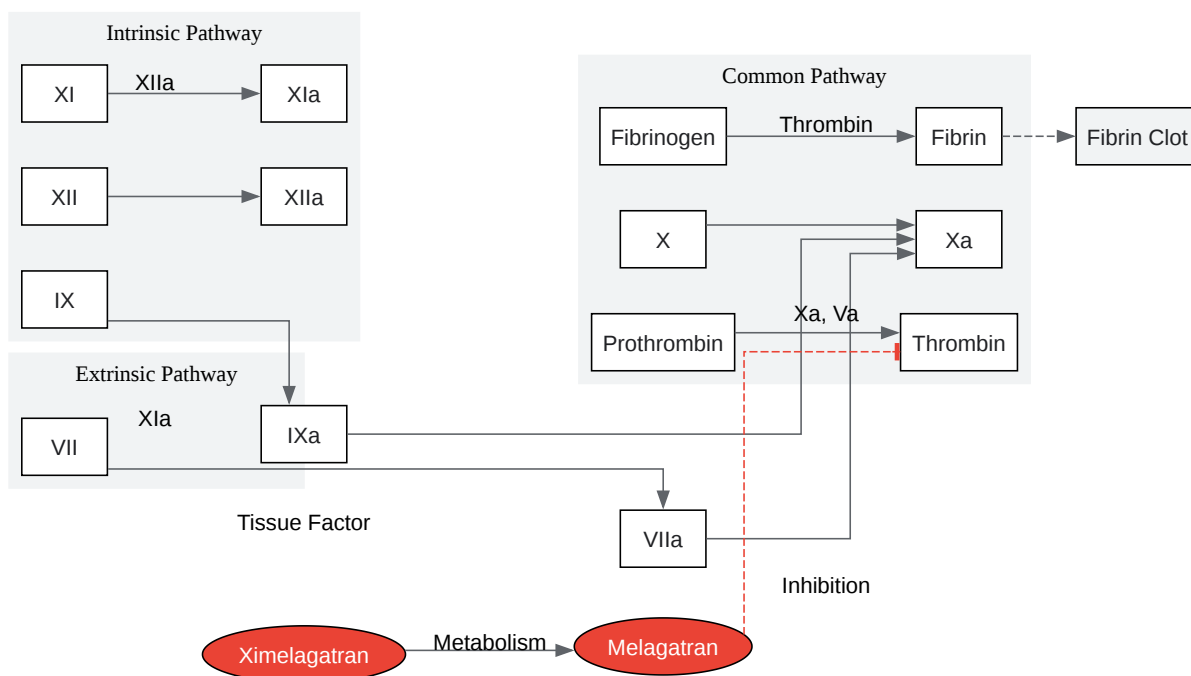 Intrinsic Pathway
XI
XIIa
XIa
XII
XIIa
IX
Extrinsic Pathway
XIa
VII
IXa
Tissue Factor
Common Pathway
Fibrinogen
Thrombin
Fibrin
Fibrin Clot
X
Xa
Xa, Va
Prothrombin
Thrombin
VIIa
Inhibition
Ximelagatran
Metabolism
Melagatran